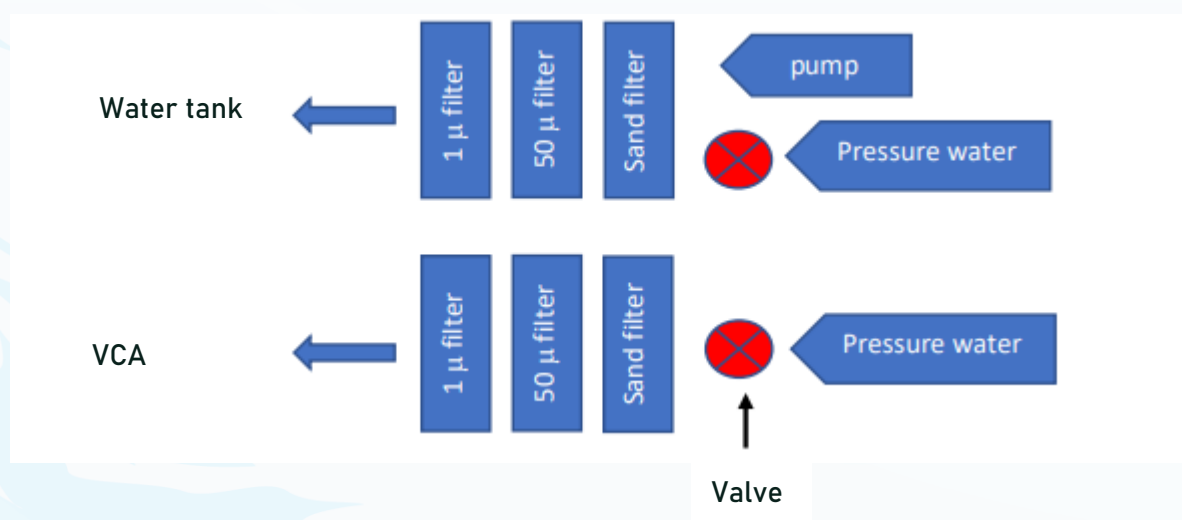 Water tank
1 µ filter
50 µ filter
Sand filter
pump
Pressure water
VCA
1 µ filter
50 µ filter
Sand filter
Pressure water
Valve